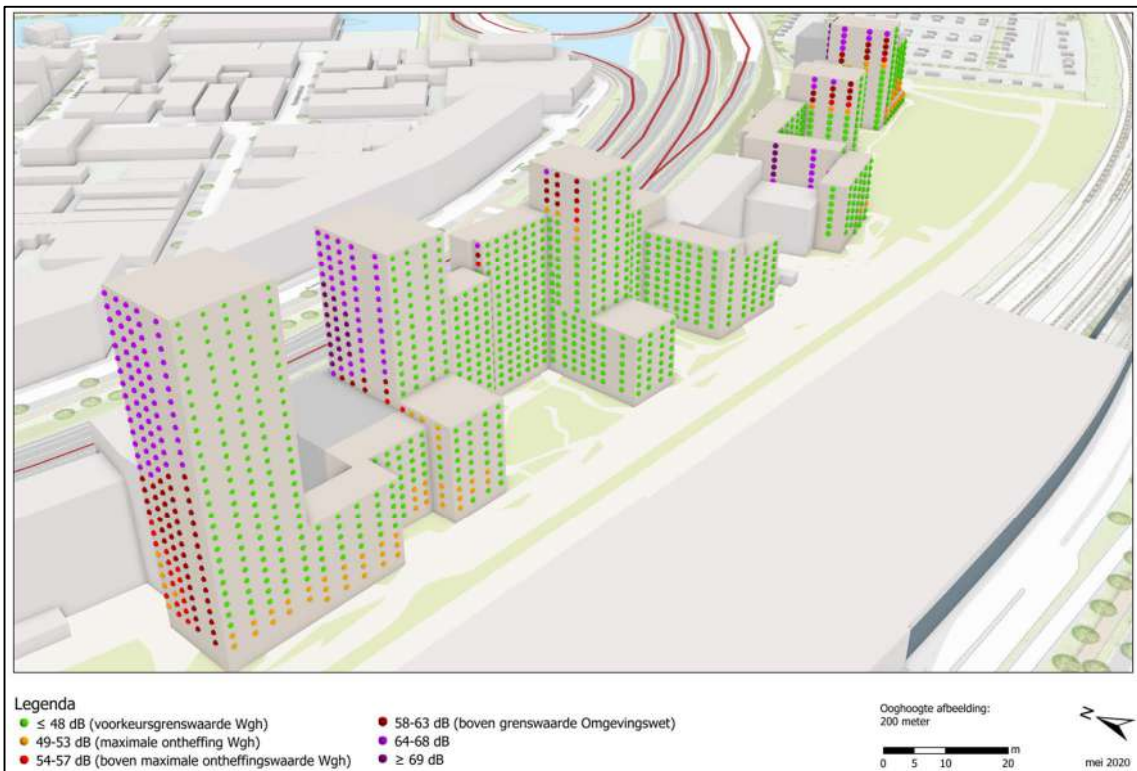 Legenda
≤ 48 dB (voorkeursgrenswaarde Wgh)
49-53 dB (maximale ontheffing Wgh)
54-57 dB (boven maximale ontheffingswaarde Wgh)
58-63 dB (boven grenswaarde Omgevingswet)
64-68 dB
≥ 69 dB
Ooghoogte afbeelding:
200 meter
m
0 5 10 20
N
mei 2020